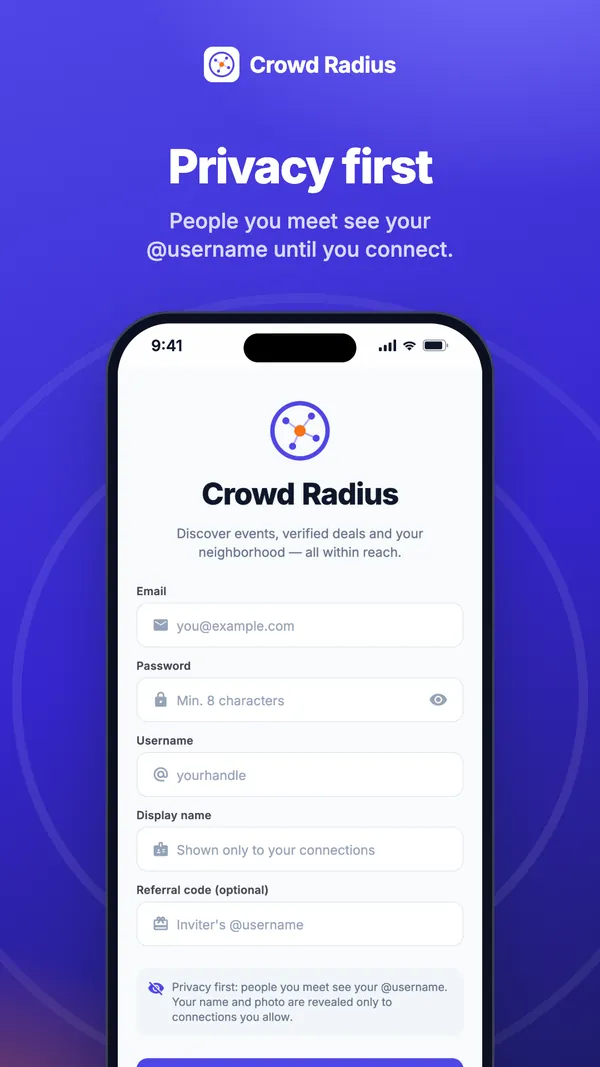 Crowd Radius
Privacy first
People you meet see your
@username until you connect.
9:41
Crowd Radius
Discover events, verified deals and your
neighborhood — all within reach.
Email
you@example.com
Password
Min. 8 characters
Username
yourhandle
Display name
Shown only to your connections
Referral code (optional)
Inviter's @username
Privacy first: people you meet see your @username.
Your name and photo are revealed only to
connections you allow.